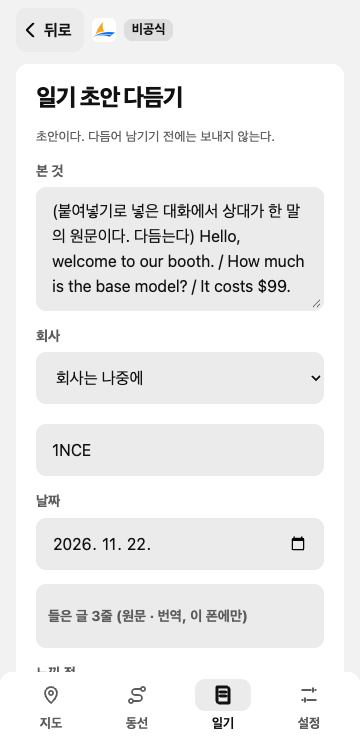 뒤로
비공식
일기 초안 다듬기
초안이다. 다듬어 남기기 전에는 보내지 않는다.
본 것
(붙여넣기로 넣은 대화에서 상대가 한 말
의 원문이다. 다듬는다) Hello,
welcome to our booth. / How much
is the base model? / It costs $99.
회사
회사는 나중에
1NCE
날짜
2026. 11. 22.
들은 글 3줄 (원문 · 번역, 이 폰에만)
지도
동선
일기
설정